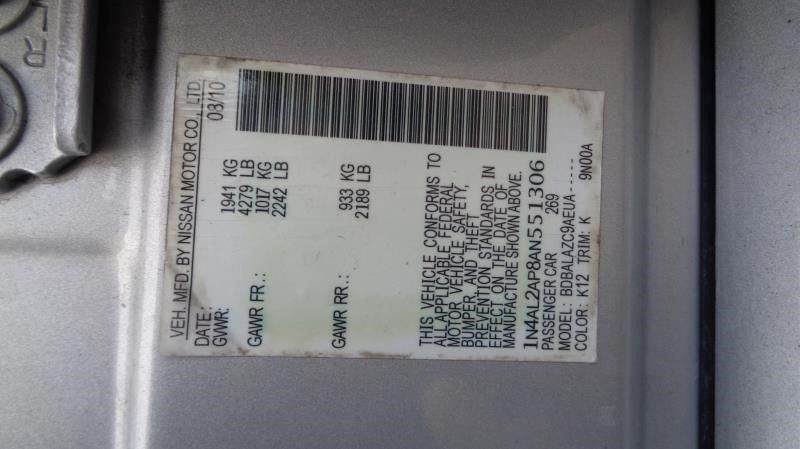 VEH. MFD. BY NISSAN MOTOR CO., LTD.
DATE: 08/10
GVWR: 1941 KG
4279 LB
GAWR FR.: 1017 KG
2242 LB
GAWR RR.: 933 KG
2189 LB
THIS VEHICLE CONFORMS TO
ALL APPLICABLE FEDERAL
MOTOR VEHICLE SAFETY,
BUMPER, AND THEFT
PREVENTION STANDARDS IN
EFFECT ON THE DATE OF
MANUFACTURE SHOWN ABOVE.
1N4AL2AP8AN551306
PASSENGER CAR 269
MODEL: BDBALAZC9AEUA-----
COLOR: K12 TRIM: K 9N00A